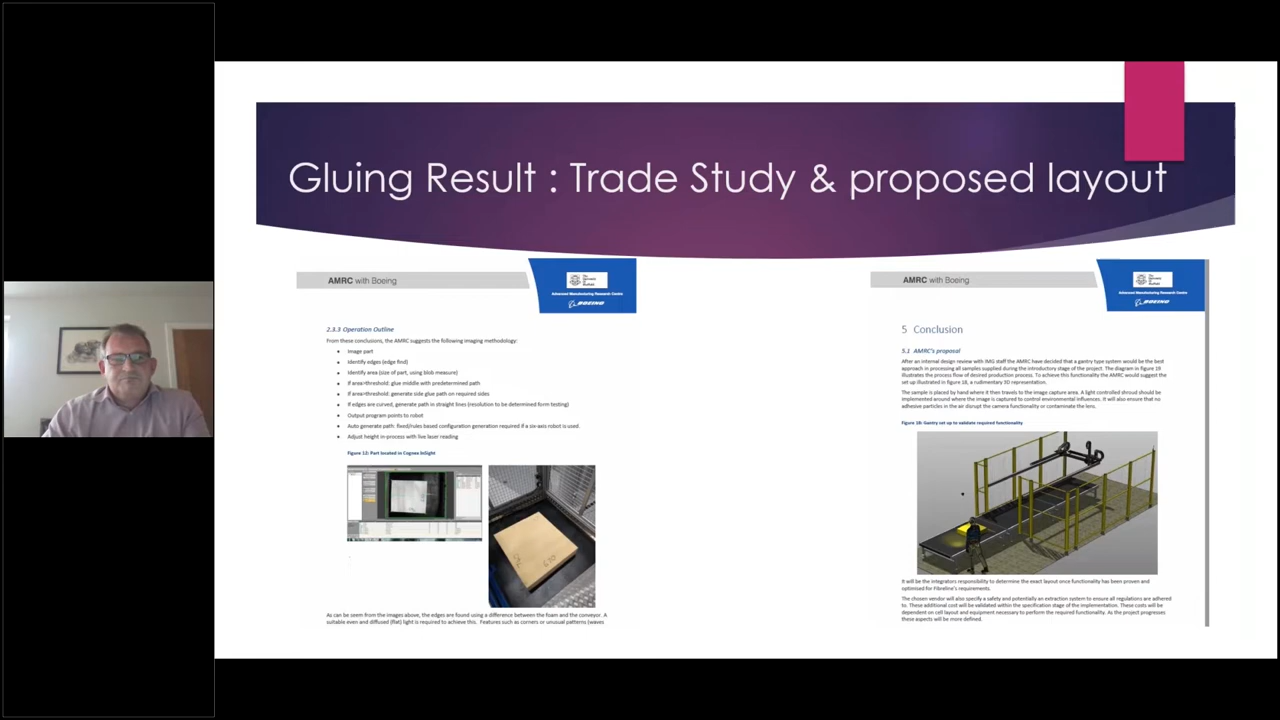 Gluing Result : Trade Study & proposed layout
AMRC with Boeing
Advanced Manufacturing Research Centre
BOEING
2.3.3 Operation Outline
From these conclusions, the AMRC suggests the following imaging methodology:
Image part
Identify edges (edge find)
Identify area (size of part, using blob measure)
If area>threshold: glue middle with predetermined path
If area>threshold: generate side glue path on required sides
If edges are curved, generate path in straight lines (resolution to be determined form testing)
Output program points to robot
Auto generate path: fixed/rules based configuration generation required if a six-axis robot is used.
Adjust height in-process with live laser reading
Figure 12: Part located in Cognex InSight
As can be seem from the images above, the edges are found using a difference between the foam and the conveyor. A
suitable even and diffused (flat) light is required to achieve this. Features such as corners or unusual patterns (waves
AMRC with Boeing
Advanced Manufacturing Research Centre
BOEING
5 Conclusion
5.1 AMRC's proposal
After an internal design review with IMG staff the AMRC have decided that a gantry type system would be the best
approach in processing all samples supplied during the introductory stage of the project. The diagram in figure 19
illustrates the process flow of desired production process. To achieve this functionality the AMRC would suggest the
set up illustrated in figure 18, a rudimentary 3D representation.
The sample is placed by hand where it then travels to the image capture area. A light controlled shroud should be
implemented around where the image is captured to control environmental influences. It will also ensure that no
adhesive particles in the air disrupt the camera functionality or contaminate the lens.
Figure 18: Gantry set up to validate required functionality
It will be the integrators responsibility to determine the exact layout once functionality has been proven and
optimised for Fibreline's requirements.
The chosen vendor will also specify a safety and potentially an extraction system to ensure all regulations are adhered
to. These additional cost will be validated within the specification stage of the implementation. These costs will be
dependent on cell layout and equipment necessary to perform the required functionality. As the project progresses
these aspects will be more defined.